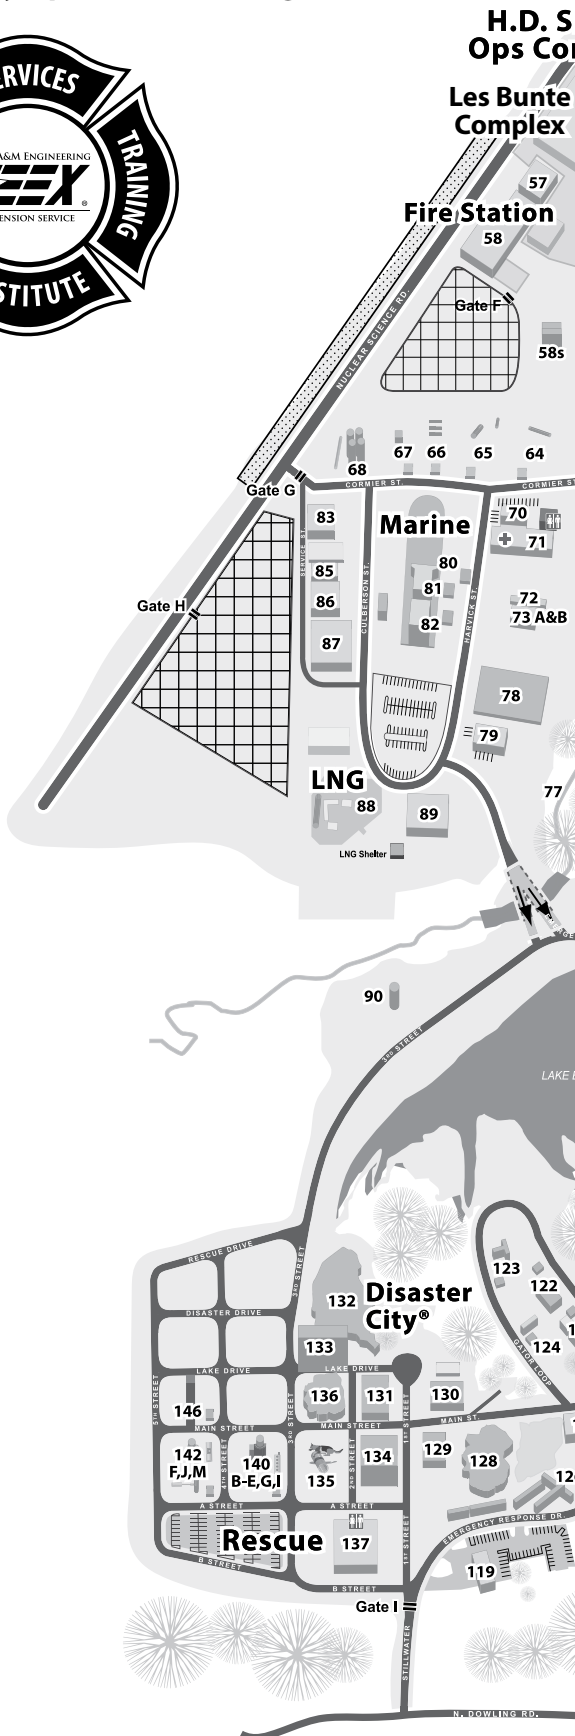 H.D. S
Ops Co
Les Bunte
Complex
RVICES
TRAINING
STITUTE
A&M ENGINEERING
EEX®
ENSION SERVICE
57
Fire Station
58
Gate F
NUCLEAR SCIENCE RD.
58s
68
67
66
65
64
Gate G
CORMIER ST.
CORMIER ST
83
Marine
70
71
SERVICE ST.
85
80
81
86
CULBERSON ST.
HARVICK ST.
72
Gate H
82
73 A&B
87
78
79
LNG
77
88
89
LNG Shelter
90
3RD STREET
LAKE
RESCUE DRIVE
3RD STREET
123
122
132
Disaster
City®
DISASTER DRIVE
133
124
GATOR LOOP
LAKE DRIVE
LAKE DRIVE
5TH STREET
136
131
130
146
3RD STREET
1ST STREET
MAIN STREET
MAIN STREET
MAIN ST.
142
F,J,M
4TH STREET
140
B-E,G,I
135
2ND STREET
134
129
128
12
A STREET
A STREET
Rescue
137
1ST STREET
EMERGENCY RESPONSE DR.
B STREET
119
B STREET
Gate I
STILLWATER
N. DOWLING RD.